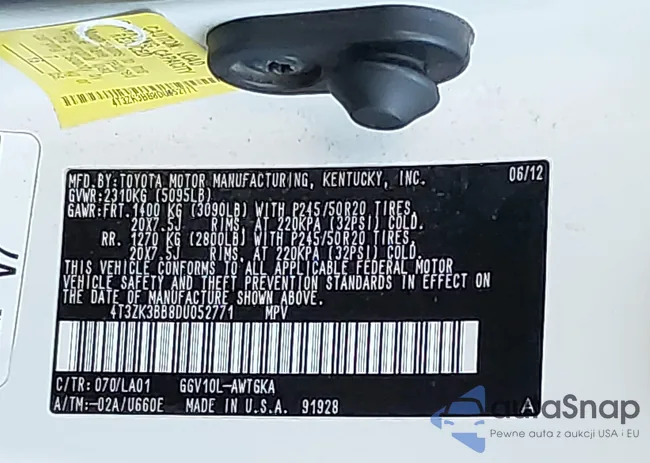 4T3ZK3BB8DU052771
MFD.BY:TOYOTA MOTOR MANUFACTURING, KENTUCKY, INC. 06/12
GVWR:2310KG (5095LB)
GAWR:FRT.1400 KG (3090LB) WITH P245/50R20 TIRES,
20X7.5J RIMS, AT 220KPA (32PSI) COLD.
RR. 1270 KG (2800LB) WITH P245/50R20 TIRES,
20X7.5J RIMS, AT 220KPA (32PSI) COLD.
THIS VEHICLE CONFORMS TO ALL APPLICABLE FEDERAL MOTOR
VEHICLE SAFETY AND THEFT PREVENTION STANDARDS IN EFFECT ON
THE DATE OF MANUFACTURE SHOWN ABOVE.
4T3ZK3BB8DU052771 MPV
C/TR: 070/LA01 GGV10L-AWTGKA
A/TM:-02A/U660E MADE IN U.S.A. 91928 A
autoSnap
Pewne auta z aukcji USA i EU